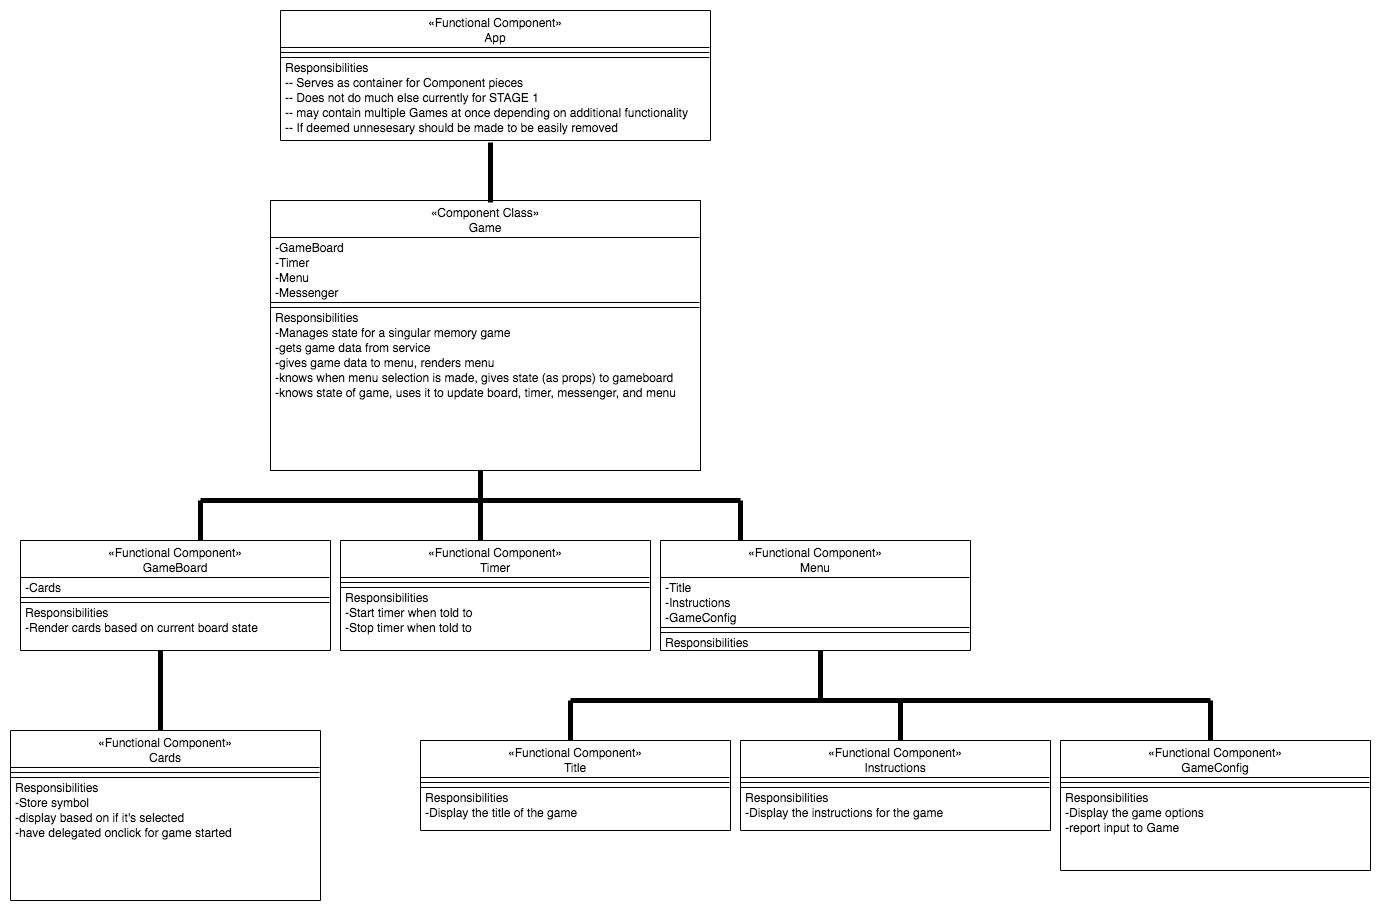 «Functional Component»
App
Responsibilities
-- Serves as container for Component pieces
-- Does not do much else currently for STAGE 1
-- may contain multiple Games at once depending on additional functionality
-- If deemed unnesesary should be made to be easily removed
«Component Class»
Game
-GameBoard
-Timer
-Menu
-Messenger
Responsibilities
-Manages state for a singular memory game
-gets game data from service
-gives game data to menu, renders menu
-knows when menu selection is made, gives state (as props) to gameboard
-knows state of game, uses it to update board, timer, messenger, and menu
«Functional Component»
GameBoard
-Cards
Responsibilities
-Render cards based on current board state
«Functional Component»
Timer
Responsibilities
-Start timer when told to
-Stop timer when told to
«Functional Component»
Menu
-Title
-Instructions
-GameConfig
Responsibilities
«Functional Component»
Cards
Responsibilities
-Store symbol
-display based on if it's selected
-have delegated onclick for game started
«Functional Component»
Title
Responsibilities
-Display the title of the game
«Functional Component»
Instructions
Responsibilities
-Display the instructions for the game
«Functional Component»
GameConfig
Responsibilities
-Display the game options
-report input to Game